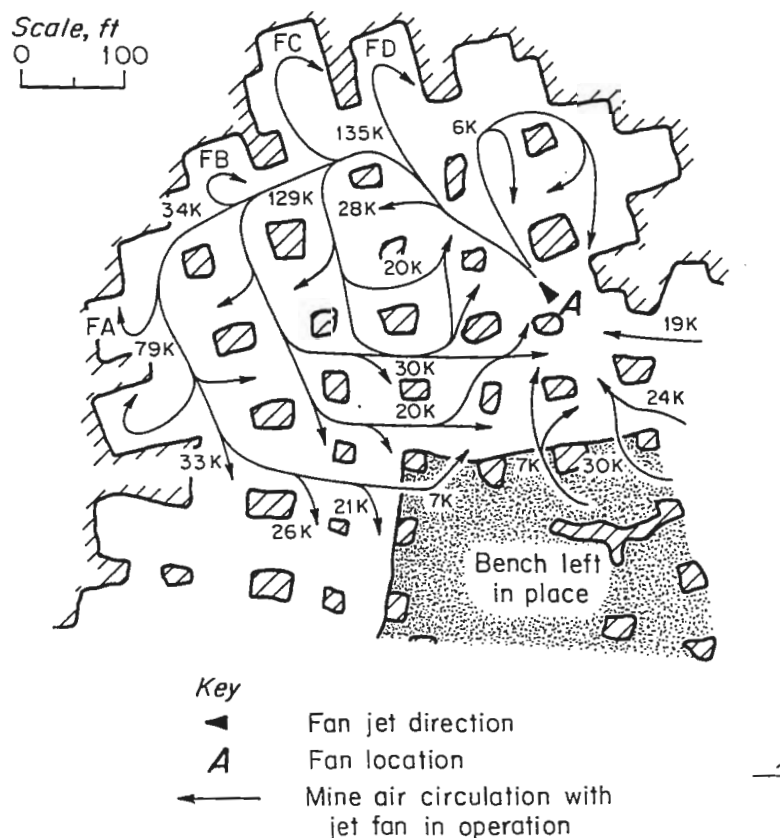 Scale, ft
0 100
FC
FD
135K
6K
FB
34K
129K
28K
20K
A
FA
79K
19K
30K
20K
24K
33K
7K
30K
26K
21K
7K
Bench left
in place
Key
Fan jet direction
A Fan location
Mine air circulation with
jet fan in operation